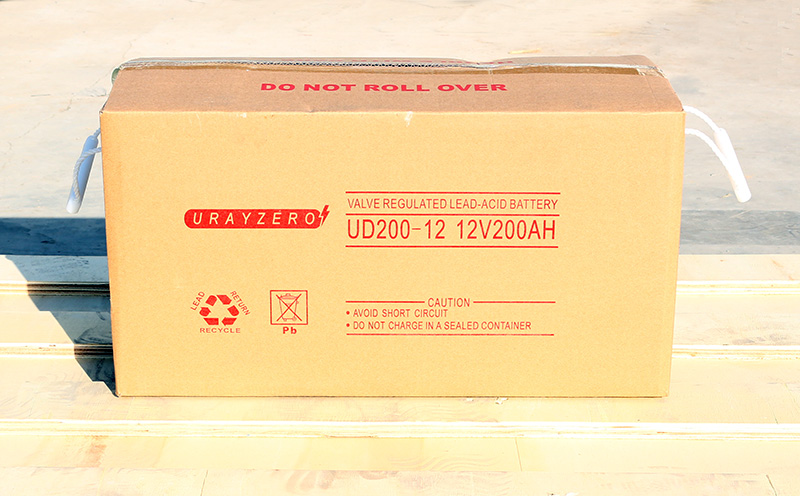 DO NOT ROLL OVER
URAYZERO
VALVE REGULATED LEAD-ACID BATTERY
UD200-12 12V200AH
LEAD RETURN
RECYCLE
Pb
CAUTION
• AVOID SHORT CIRCUIT
• DO NOT CHARGE IN A SEALED CONTAINER